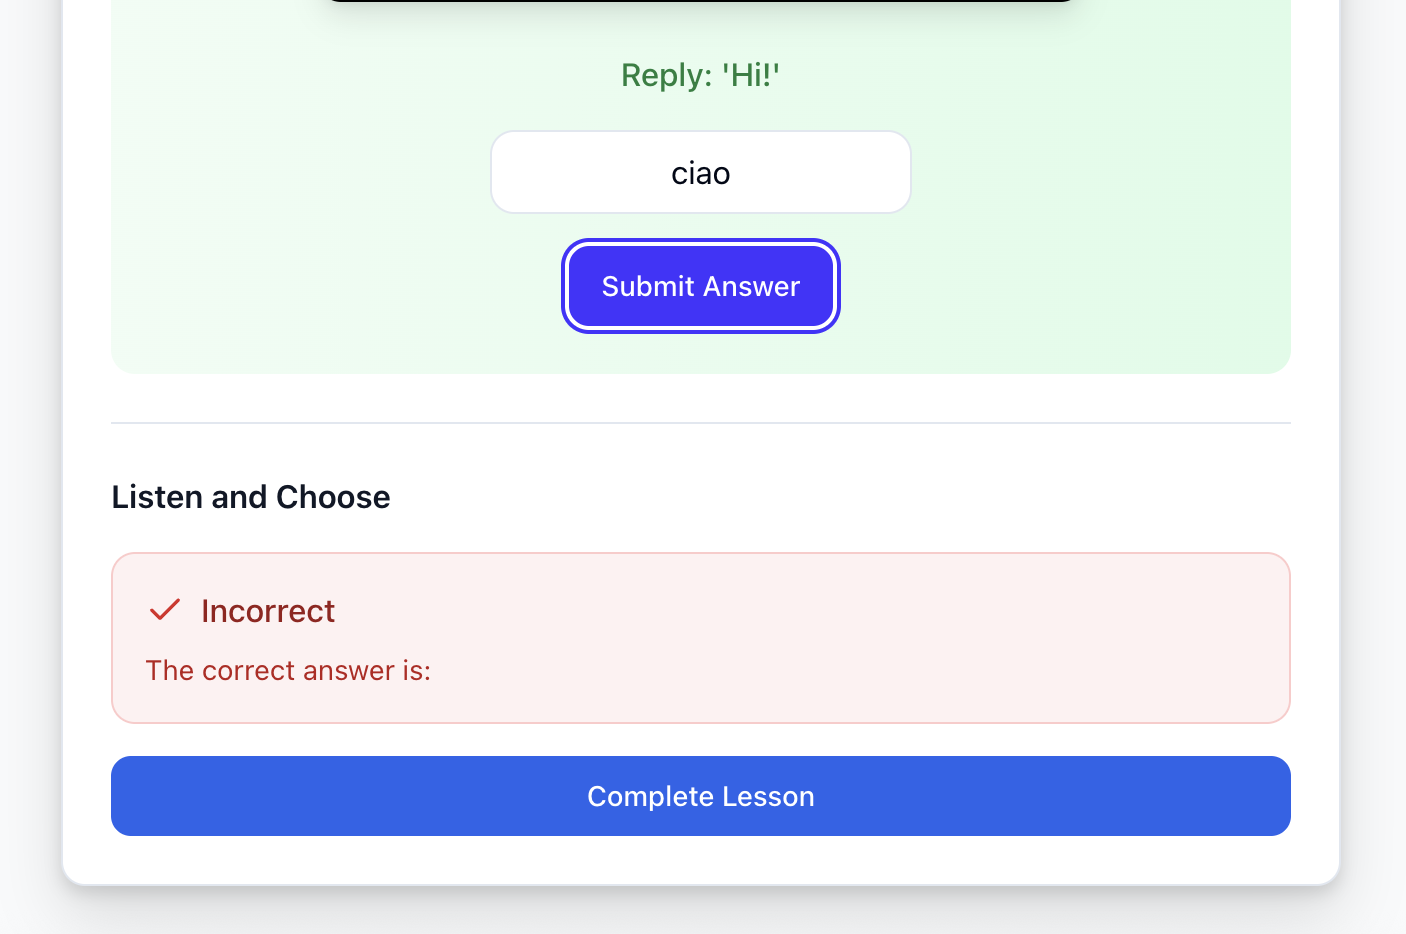 Reply: 'Hi!'
ciao
Submit Answer
Listen and Choose
Incorrect
The correct answer is:
Complete Lesson